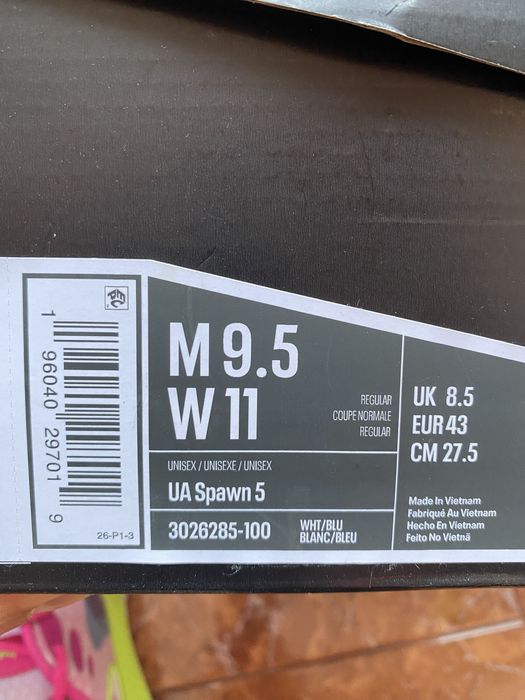 1 96040 29701 9
26-P1-3
M 9.5
W 11
REGULAR
COUPE NORMALE
REGULAR
UNISEX / UNISEXE / UNISEX
UA Spawn 5
3026285-100
WHT/BLU
BLANC/BLEU
UK 8.5
EUR 43
CM 27.5
Made In Vietnam
Fabriqué Au Vietnam
Hecho En Vietnam
Feito No Vietnã